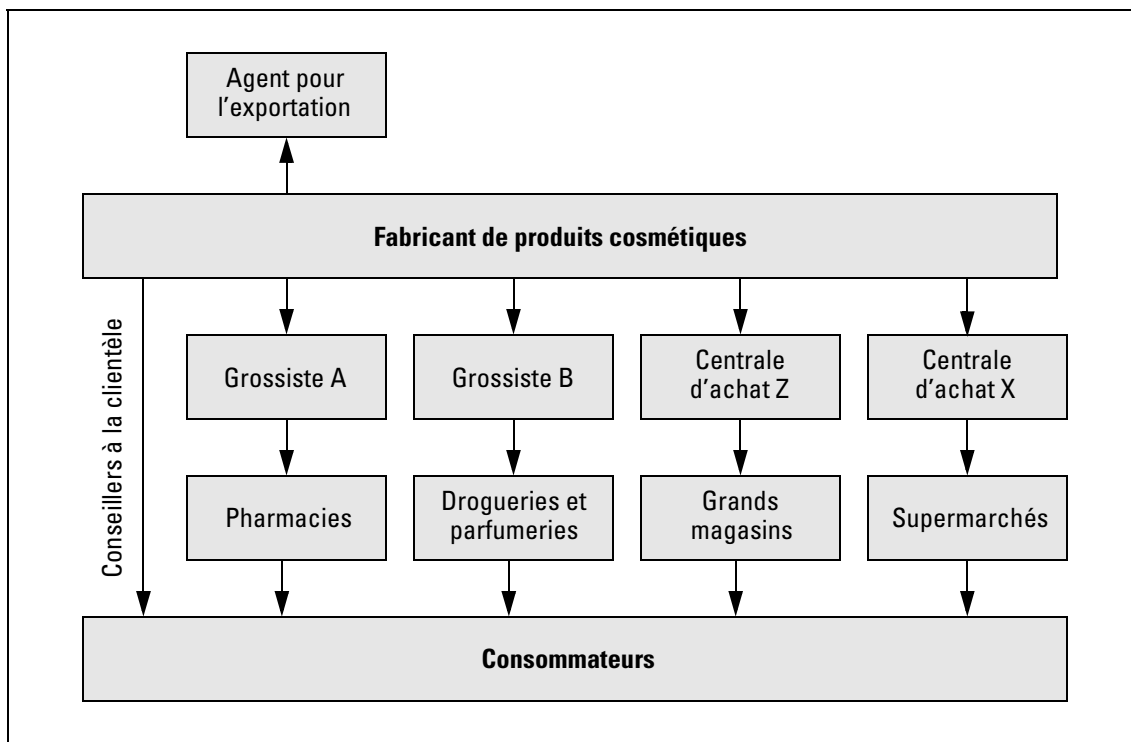 Agent pour
l'exportation
Fabricant de produits cosmétiques
Conseillers à la clientèle
Grossiste A
Grossiste B
Centrale
d'achat Z
Centrale
d'achat X
Pharmacies
Drogueries et
parfumeries
Grands
magasins
Supermarchés
Consommateurs